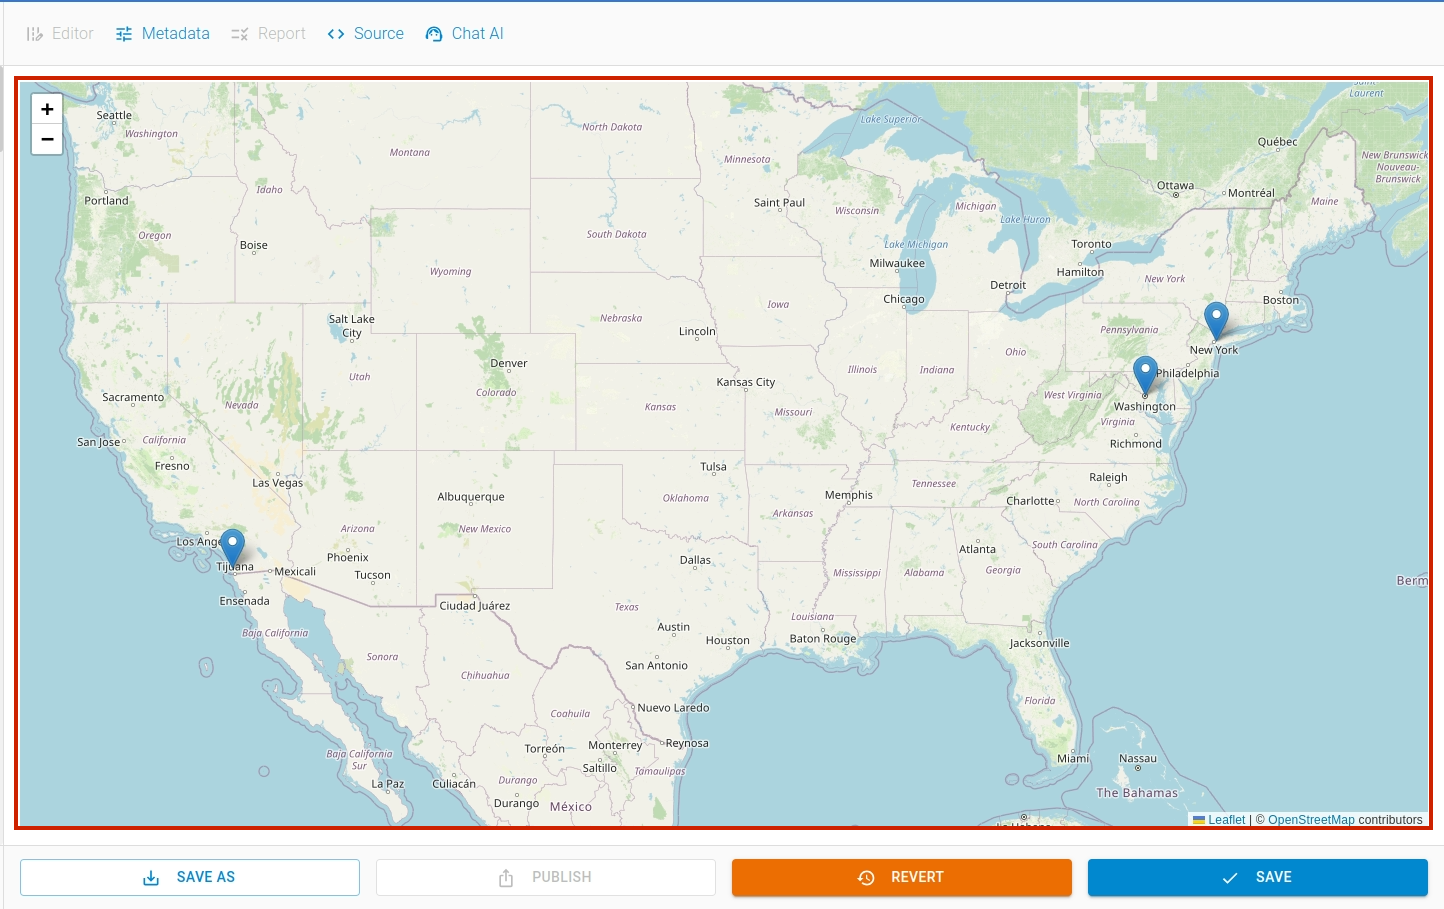 Editor Metadata Report Source Chat AI
+
−
Seattle
Washington
North Dakota
Montana
Minnesota
Lake Superior
Laurent
Québec
New Brunswick
Nouveau-
Brunswick
Ottawa
Montréal
Idaho
Portland
Maine
Saint Paul
Wisconsin
Michigan
Lake Huron
Oregon
Boise
South Dakota
Lake Michigan
Toronto
Wyoming
Milwaukee
Hamilton
New York
Detroit
Chicago
Boston
Iowa
Salt Lake
City
Nebraska
Lincoln
Pennsylvania
New York
Ohio
Denver
Utah
Colorado
Illinois
Indiana
Philadelphia
Kansas City
Sacramento
Nevada
Kansas
Missouri
West Virginia
Washington
Virginia
San Jose
California
Kentucky
Richmond
Fresno
Las Vegas
Tulsa
Raleigh
Albuquerque
Oklahoma
Memphis
Tennessee
Charlotte
North Carolina
Arizona
New Mexico
Arkansas
Los Ange
Phoenix
Dallas
Atlanta
South Carolina
Tijuana
Mexicali
Tucson
Mississippi
Alabama
Georgia
Berm
Ensenada
Ciudad Juárez
Texas
Louisiana
Baja California
Austin
Houston
Baton Rouge
Jacksonville
Sonora
San Antonio
Chihuahua
Coahuila
Nuevo Laredo
Florida
Torreón
Monterrey
Reynosa
Baja California
Sur
Saltillo
Tamaulipas
Miami
Nassau
La Paz
Culiacán
Durango
The Bahamas
Durango
México
Leaflet | © OpenStreetMap contributors
SAVE AS PUBLISH REVERT SAVE